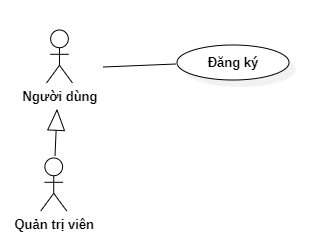 Đăng ký
Người dùng
Quản trị viên